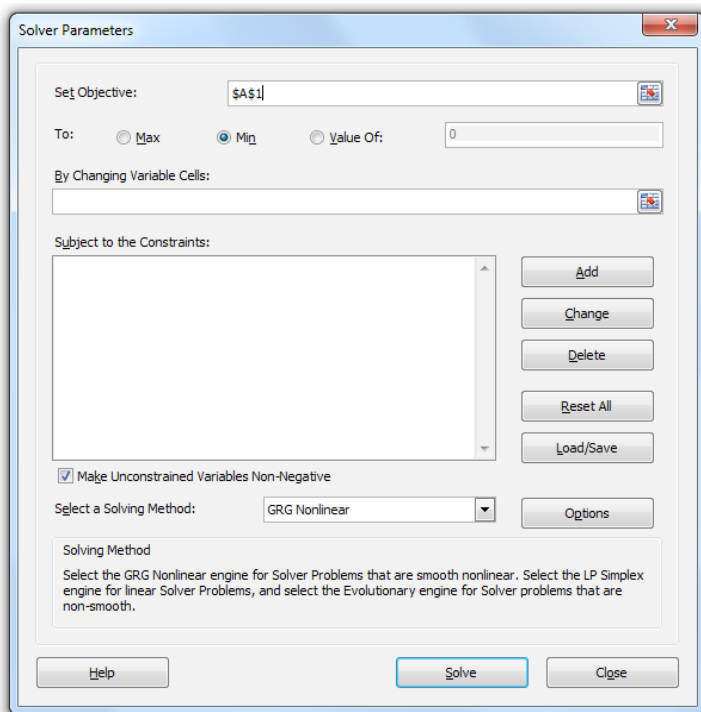 Solver Parameters
Set Objective: $A$1
To: Max Min Value Of: 0
By Changing Variable Cells:
Subject to the Constraints:
Add
Change
Delete
Reset All
Load/Save
Make Unconstrained Variables Non-Negative
Select a Solving Method: GRG Nonlinear Options
Solving Method
Select the GRG Nonlinear engine for Solver Problems that are smooth nonlinear. Select the LP Simplex
engine for linear Solver Problems, and select the Evolutionary engine for Solver problems that are
non-smooth.
Help Solve Close